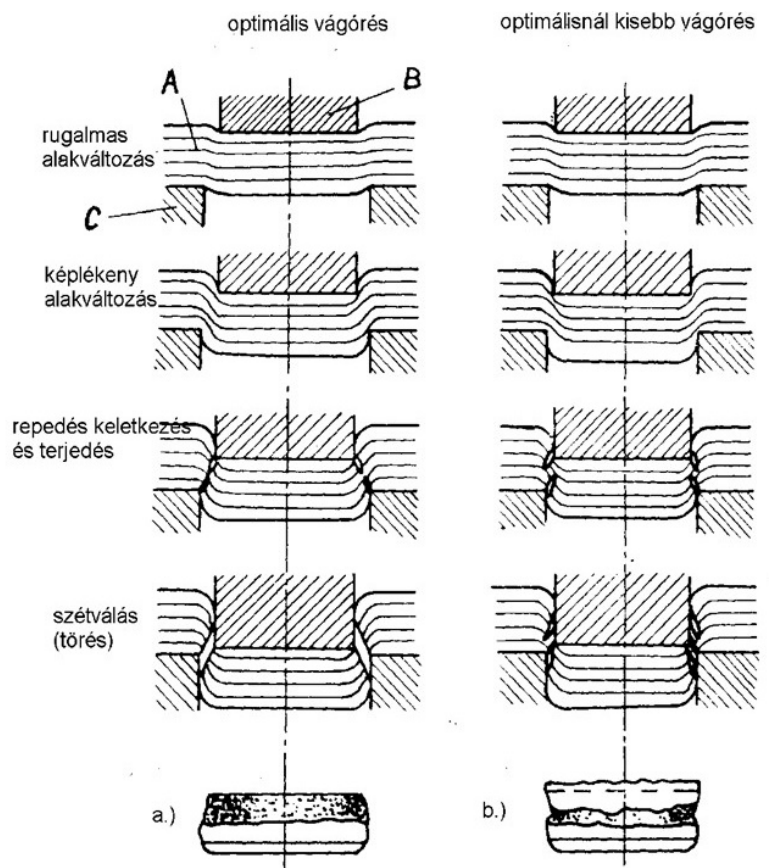 optimális vágórés
optimálisnál kisebb vágórés
A
B
rugalmas
alakváltozás
C
képlékeny
alakváltozás
repedés keletkezés
és terjedés
szétválás
(törés)
a.)
b.)